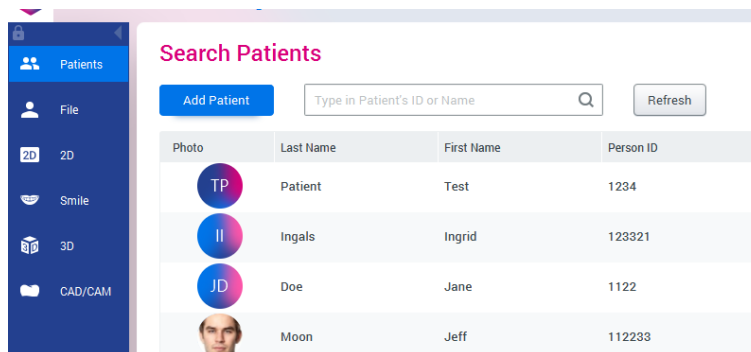 Search Patients
Patients
Add Patient
Type in Patient's ID or Name
Refresh
File
Photo Last Name First Name Person ID
2D 2D
TP Patient Test 1234
Smile
II Ingals Ingrid 123321
3D 3D
JD Doe Jane 1122
CAD/CAM
Moon Jeff 112233